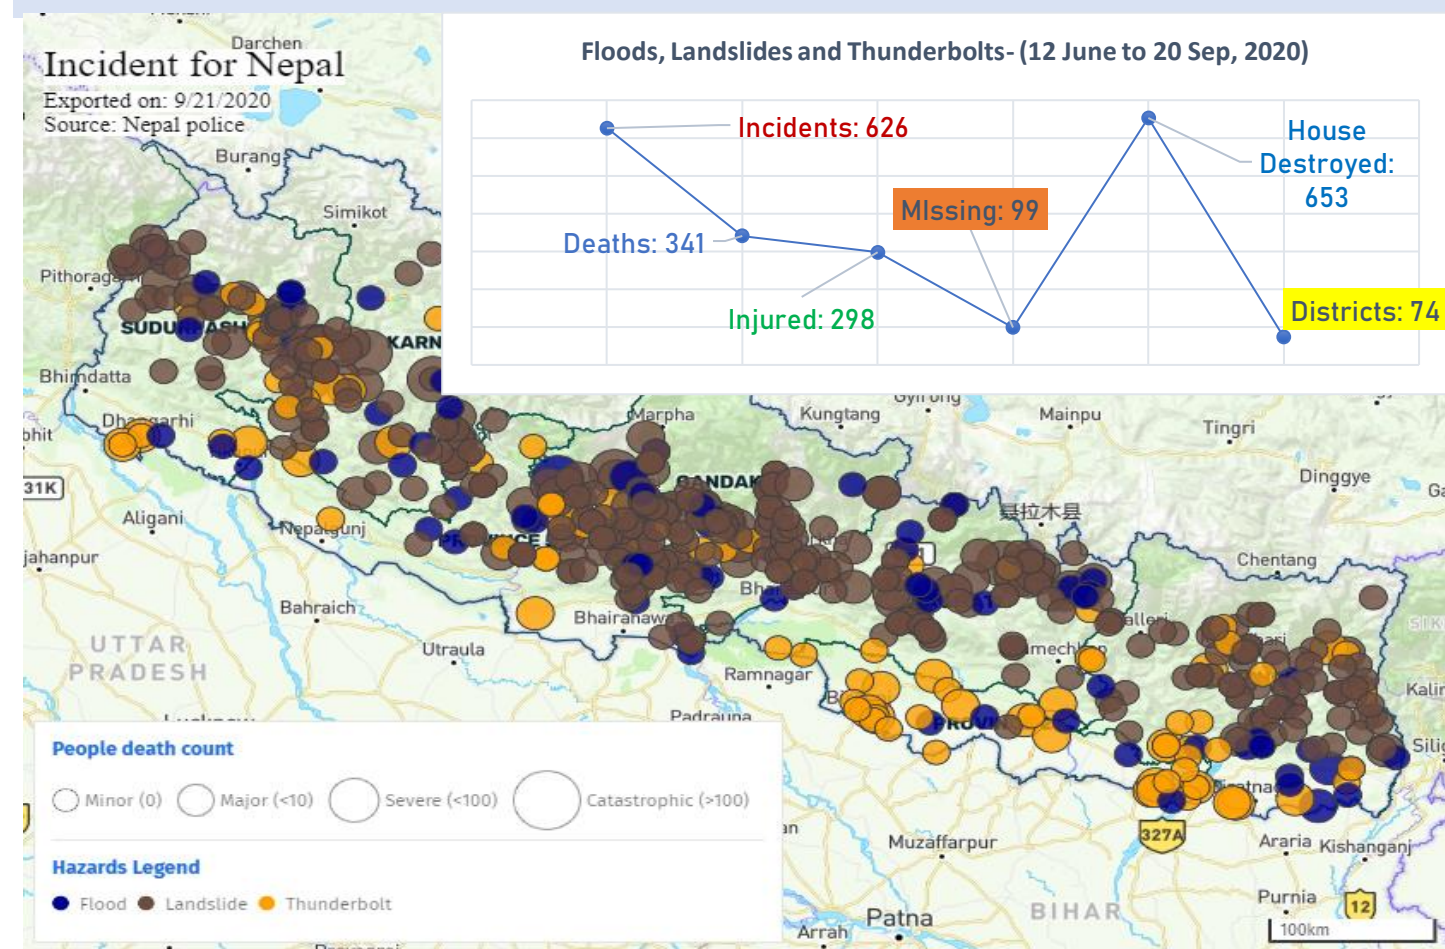 Darchen
Incident for Nepal
Exported on: 9/21/2020
Source: Nepal police
Burang
Simikot
Floods, Landslides and Thunderbolts- (12 June to 20 Sep, 2020)
Incidents: 626
House
Destroyed:
653
MIssing: 99
Deaths: 341
Injured: 298
Districts: 74
SUDURPASH
KARN
Bhimdatta
Marpha
Kungtang
Mainpu
Tingri
GANDAK
Dinggye
31K
Aligani
Nepalgunj
聂拉木县
jahanpur
Chentang
Bahraich
Bhairahawa
UTTAR
PRADESH
Utraula
Ramnagar
Padrauna
People death count
Minor (0)
Major (<10)
Severe (<100)
Catastrophic (>100)
Hazards Legend
Flood
Landslide
Thunderbolt
327A
Muzaffarpur
Araria
Kishanganj
Purnia
12
BIHAR
Patna
Arrah
100km